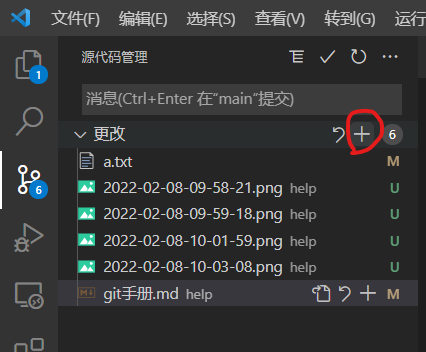 文件(F) 编辑(E) 选择(S) 查看(V) 转到(G) 运行
源代码管理
1
消息(Ctrl+Enter 在“main”提交)
更改 6
a.txt M
6
2022-02-08-09-58-21.png help U
2022-02-08-09-59-18.png help U
2022-02-08-10-01-59.png help U
2022-02-08-10-03-08.png help U
git手册.md help M